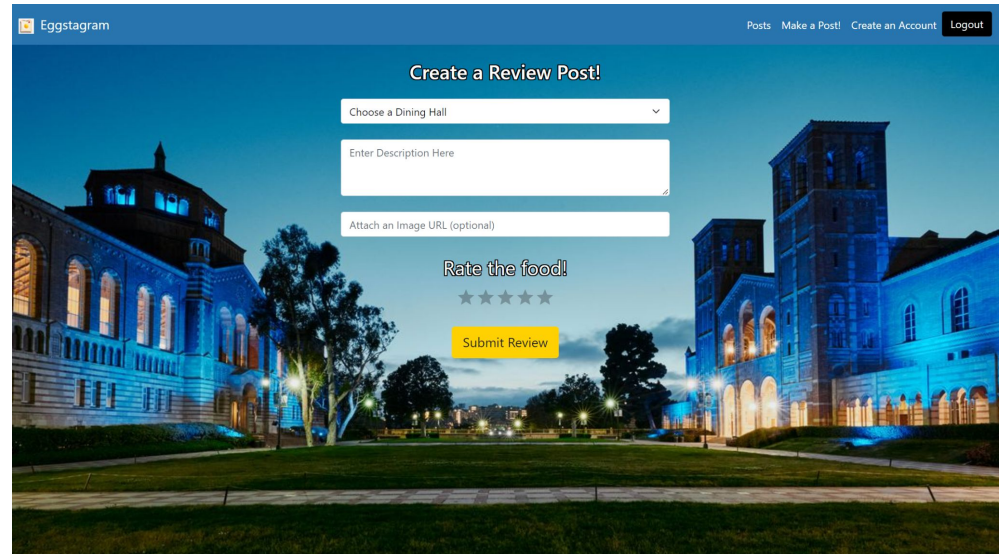 Eggstagram
Posts Make a Post! Create an Account Logout
Create a Review Post!
Choose a Dining Hall
Enter Description Here
Attach an Image URL (optional)
Rate the food!
Submit Review